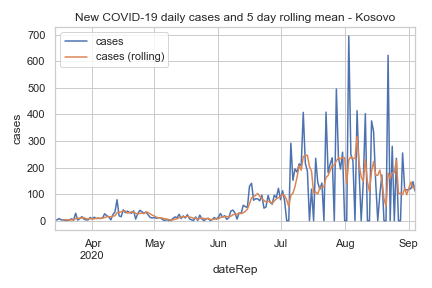 New COVID-19 daily cases and 5 day rolling mean - Kosovo
cases
cases (rolling)
700
600
500
400
300
200
100
0
cases
Apr
2020
May
Jun
Jul
Aug
Sep
dateRep